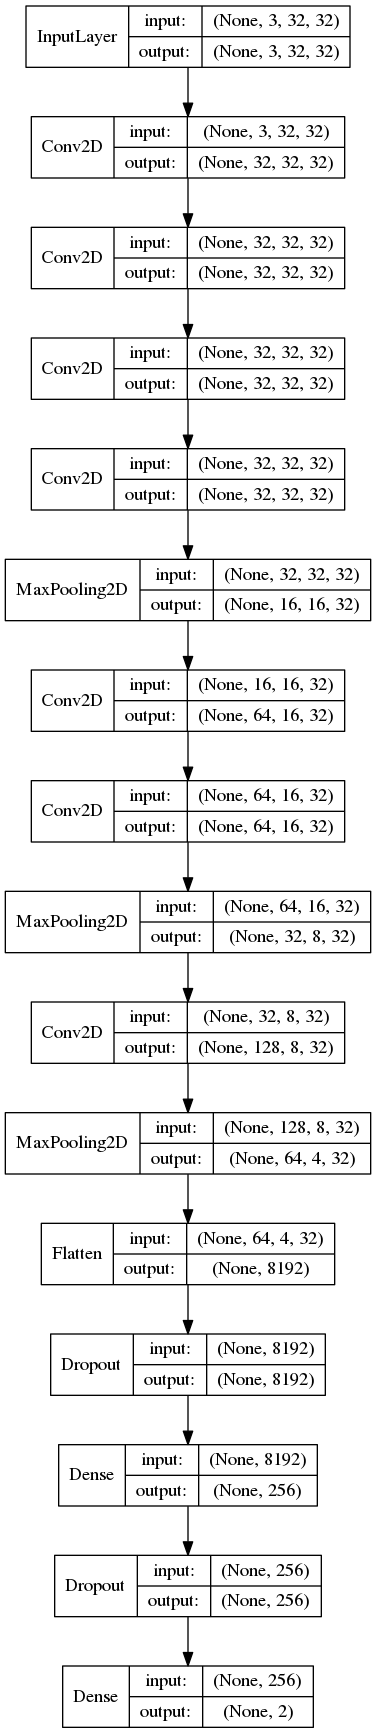 InputLayer
input: (None, 3, 32, 32)
output: (None, 3, 32, 32)
Conv2D
input: (None, 3, 32, 32)
output: (None, 32, 32, 32)
Conv2D
input: (None, 32, 32, 32)
output: (None, 32, 32, 32)
Conv2D
input: (None, 32, 32, 32)
output: (None, 32, 32, 32)
Conv2D
input: (None, 32, 32, 32)
output: (None, 32, 32, 32)
MaxPooling2D
input: (None, 32, 32, 32)
output: (None, 16, 16, 32)
Conv2D
input: (None, 16, 16, 32)
output: (None, 64, 16, 32)
Conv2D
input: (None, 64, 16, 32)
output: (None, 64, 16, 32)
MaxPooling2D
input: (None, 64, 16, 32)
output: (None, 32, 8, 32)
Conv2D
input: (None, 32, 8, 32)
output: (None, 128, 8, 32)
MaxPooling2D
input: (None, 128, 8, 32)
output: (None, 64, 4, 32)
Flatten
input: (None, 64, 4, 32)
output: (None, 8192)
Dropout
input: (None, 8192)
output: (None, 8192)
Dense
input: (None, 8192)
output: (None, 256)
Dropout
input: (None, 256)
output: (None, 256)
Dense
input: (None, 256)
output: (None, 2)